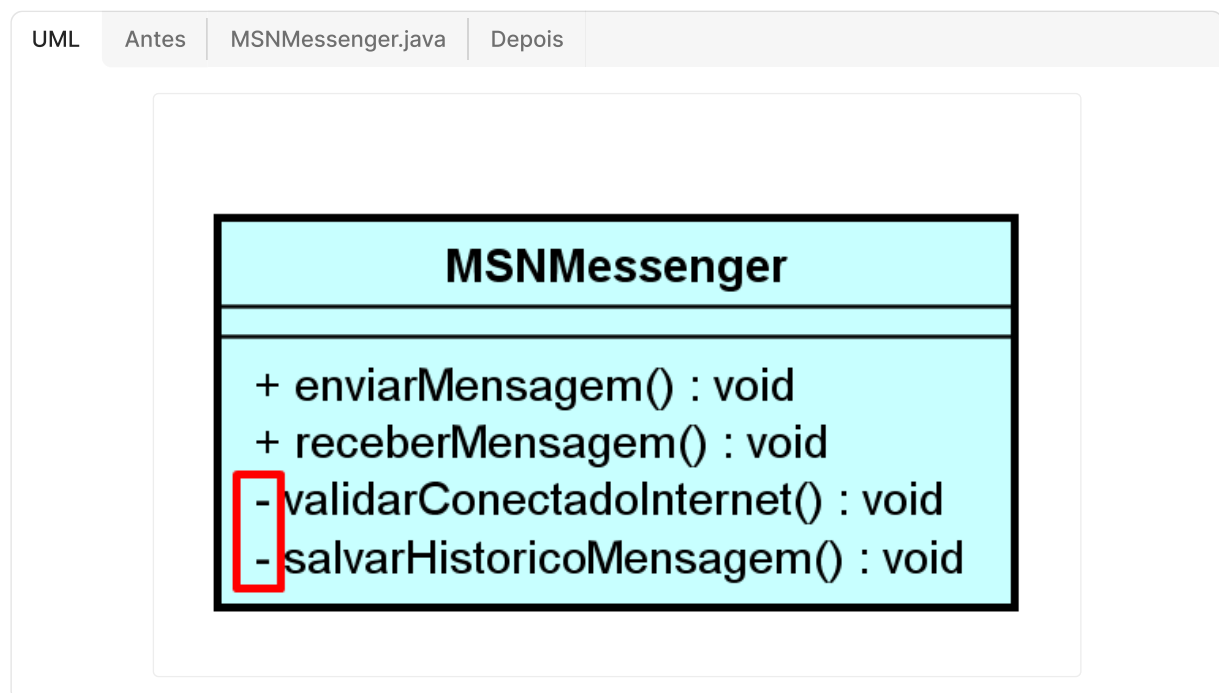 UML Antes MSNMessenger.java Depois
MSNMessenger
+ enviarMensagem() : void
+ receberMensagem() : void
- validarConectadoInternet() : void
- salvarHistoricoMensagem() : void